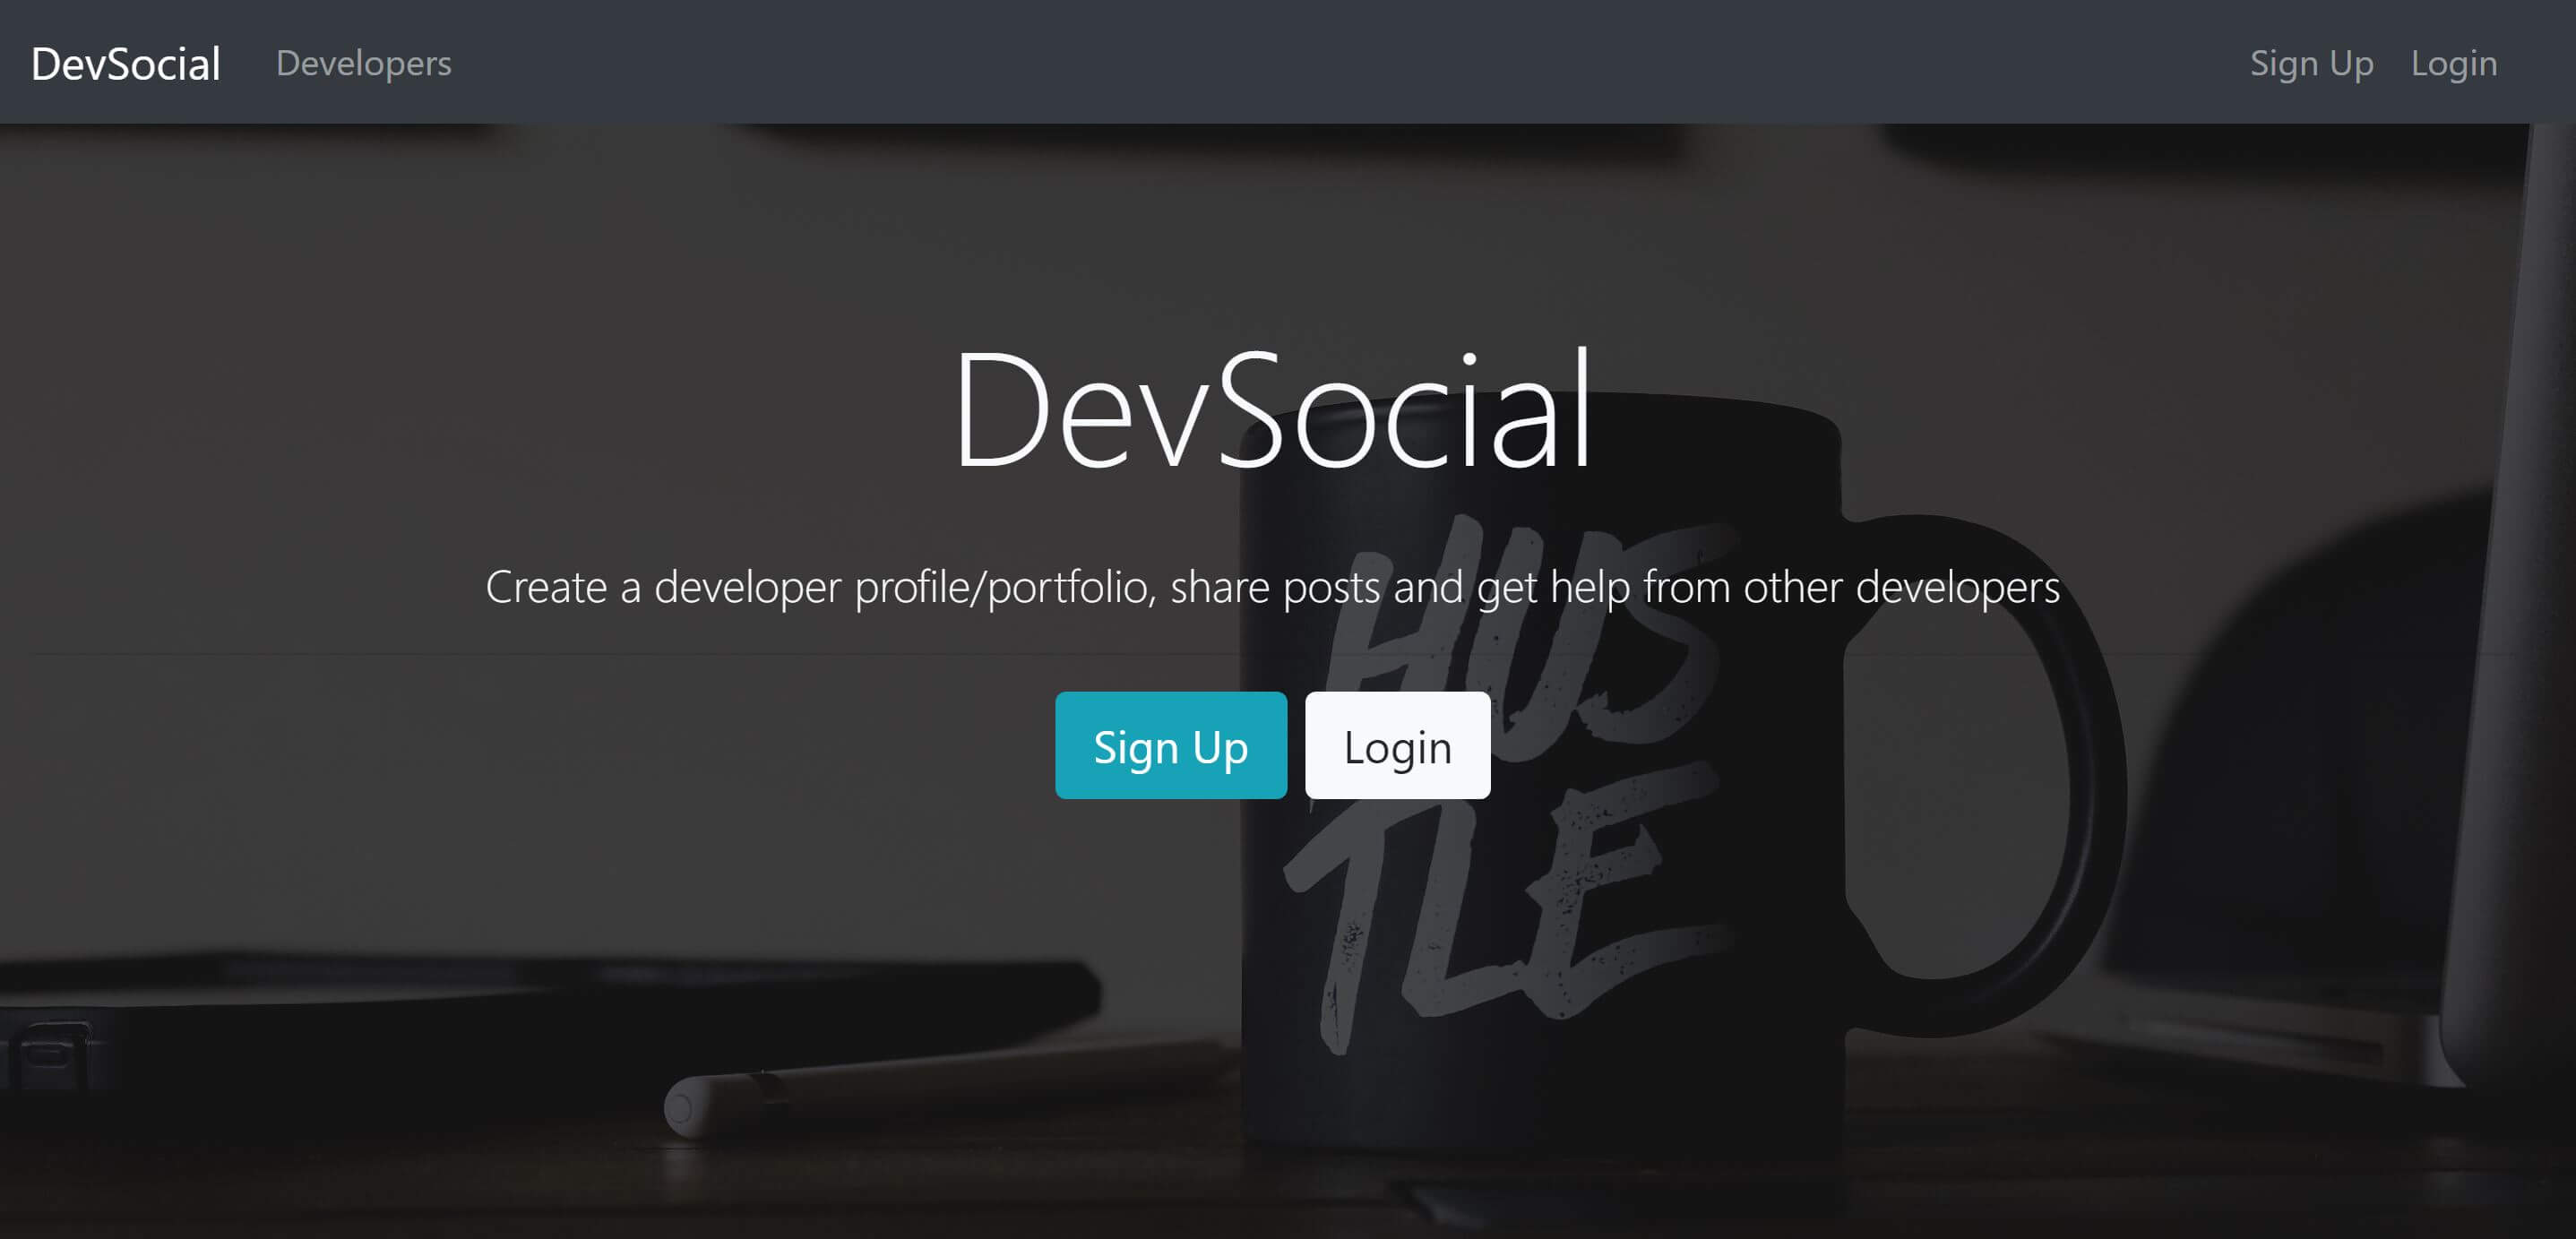 DevSocial Developers Sign Up Login
DevSocial
Create a developer profile/portfolio, share posts and get help from other developers
Sign Up Login
HUS
TLE